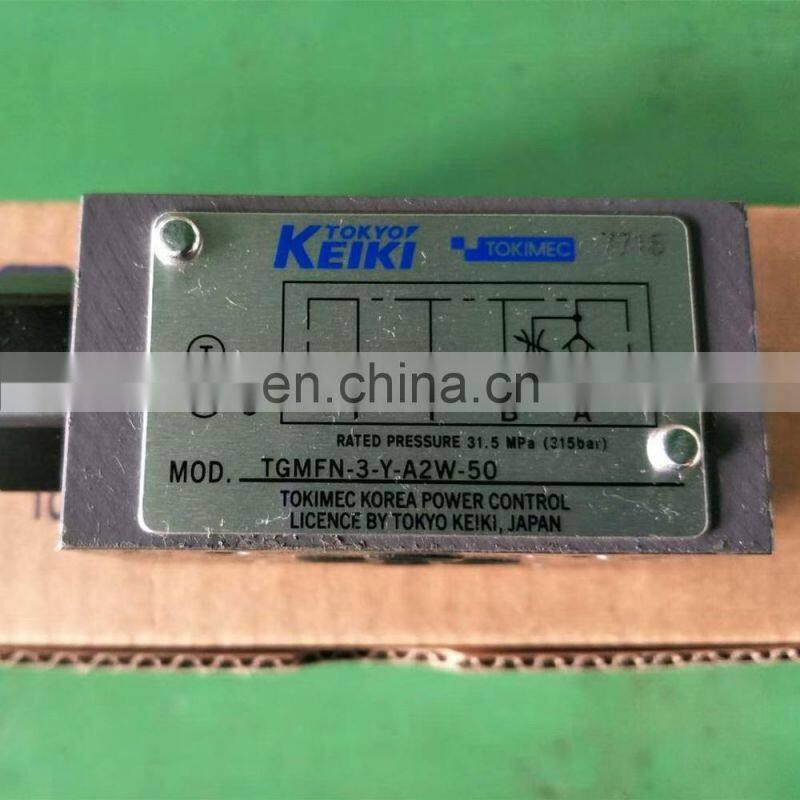 TOKYO
KEIKI TOKIMEC 7716
T
B A
en.china.cn
RATED PRESSURE 31.5 MPa (315bar)
MOD. TGMFN-3-Y-A2W-50
TOKIMEC KOREA POWER CONTROL
LICENCE BY TOKYO KEIKI, JAPAN